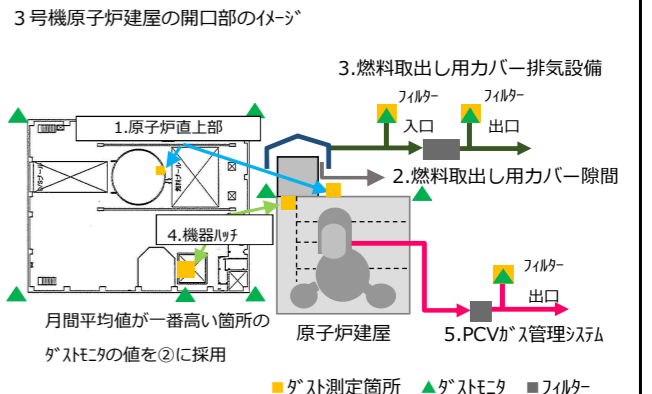 ３号機原子炉建屋の開口部のｲﾒｰｼﾞ
3.燃料取出し用カバー排気設備
ﾌｨﾙﾀｰ
ﾌｨﾙﾀｰ
入口
出口
1.原子炉直上部
2.燃料取出し用カバー隙間
4.機器ﾊｯﾁ
ﾌｨﾙﾀｰ
出口
5.PCVｶﾞｽ管理ｼｽﾃﾑ
原子炉建屋
月間平均値が一番高い箇所の
ﾀﾞｽﾄﾓﾆﾀの値を②に採用
ﾀﾞｽﾄ測定箇所
ﾀﾞｽﾄﾓﾆﾀ
ﾌｨﾙﾀｰ